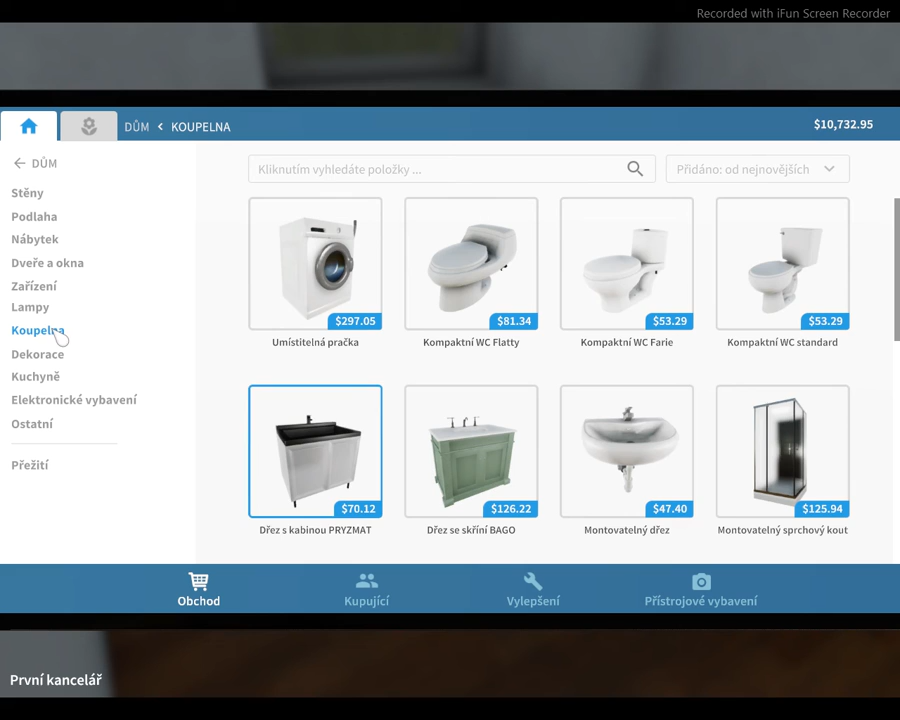 Recorded with iFun Screen Recorder
DŮM < KOUPELNA
$10,732.95
DŮM
Kliknutím vyhledáte položky ...
Přidáno: od nejnovějších
Stěny
Podlaha
Nábytek
Dveře a okna
Zařízení
Lampy
Koupelna
Dekorace
Kuchyně
Elektronické vybavení
Ostatní
Přežití
$297.05
$81.34
$53.29
$53.29
Umístitelná pračka
Kompaktní WC Flatty
Kompaktní WC Farie
Kompaktní WC standard
$70.12
$126.22
$47.40
$125.94
Dřez s kabinou PRYZMAT
Dřez se skříní BAGO
Montovatelný dřez
Montovatelný sprchový kout
Obchod
Kupující
Vylepšení
Přístrojové vybavení
První kancelář